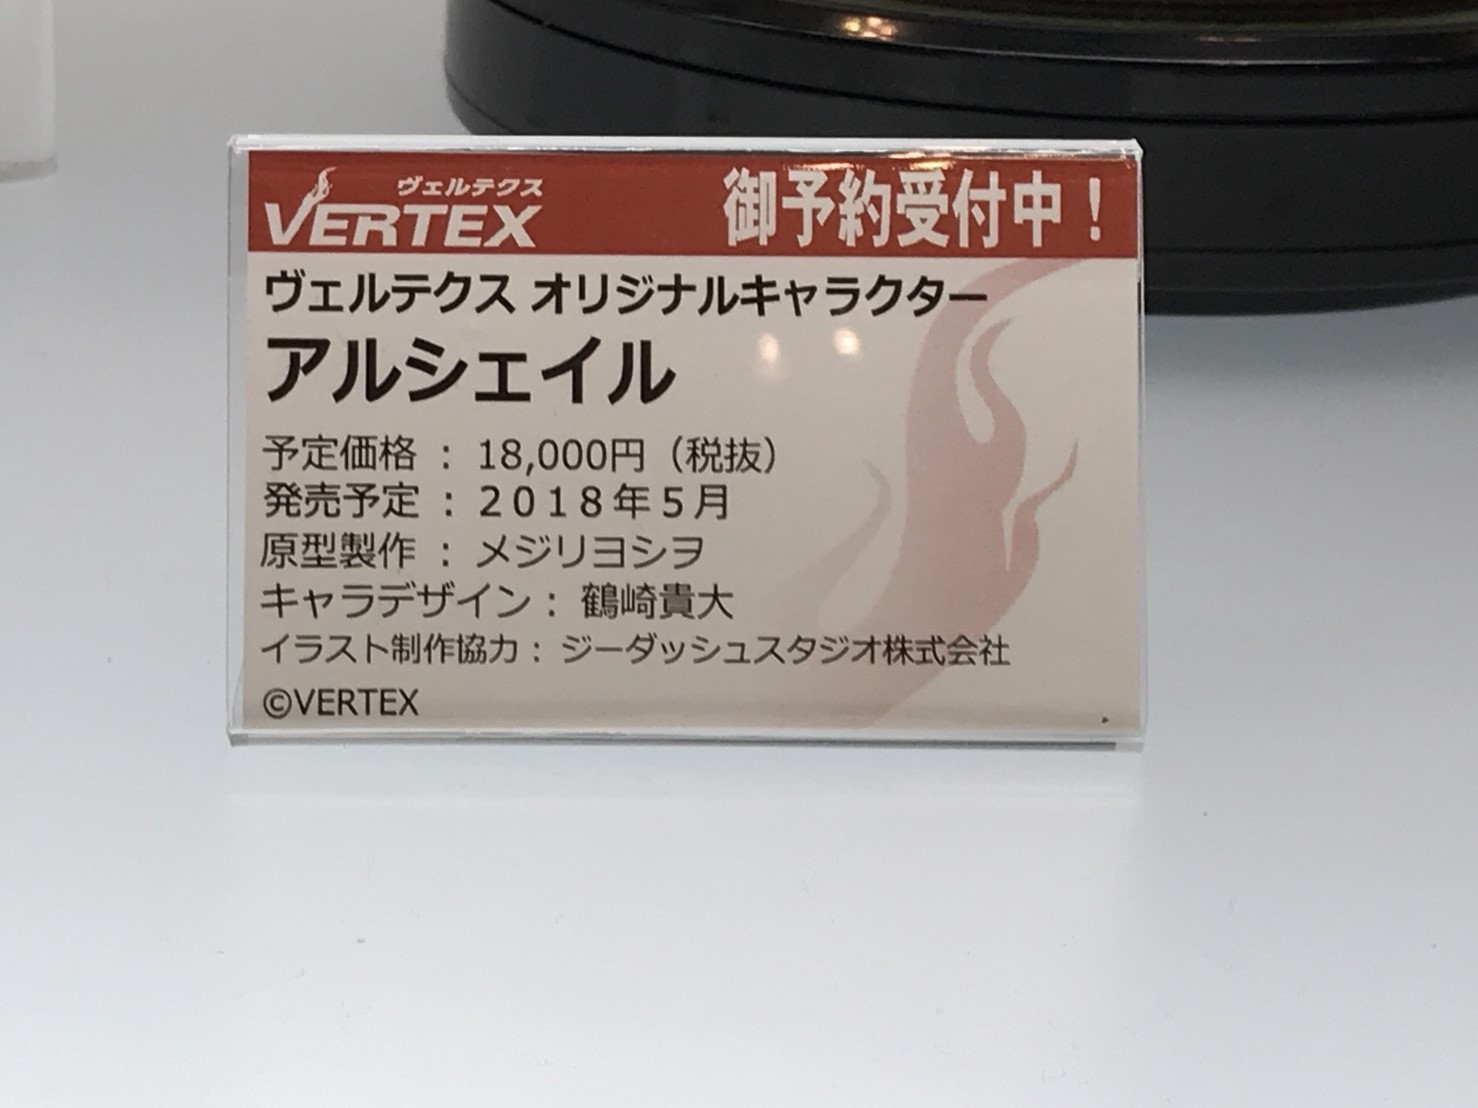 ヴェルテクス
VERTEX
御予約受付中！
ヴェルテクス オリジナルキャラクター
アルシェイル
予定価格 ： 18,000円（税抜）
発売予定 ： ２０１８年５月
原型製作 ： メジリヨシヲ
キャラデザイン： 鶴崎貴大
イラスト制作協力： ジーダッシュスタジオ株式会社
©VERTEX